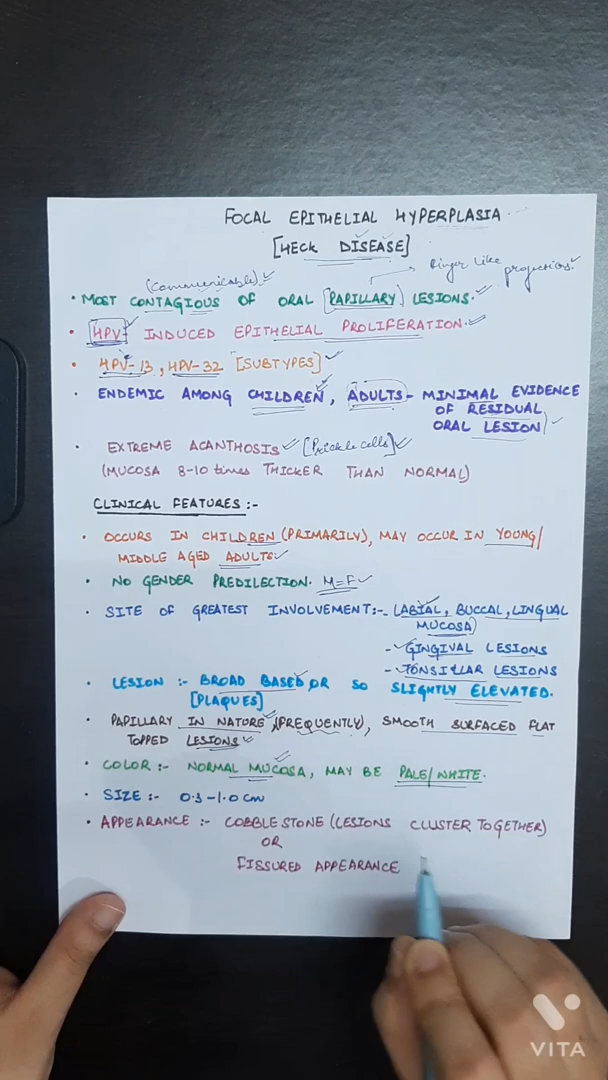 FOCAL EPITHELIAL HYPERPLASIA
[HECK DISEASE]
(communicable)
Finger like projections.
• MOST CONTAGIOUS OF ORAL (PAPILLARY) LESIONS.
• HPV- INDUCED EPITHELIAL PROLIFERATION.
• HPV-13, HPV-32 [SUBTYPES]
• ENDEMIC AMONG CHILDREN, ADULTS- MINIMAL EVIDENCE
OF RESIDUAL
ORAL LESION
• EXTREME ACANTHOSIS [Prickle cells]
(MUCOSA 8-10 times THICKER THAN NORMAL)
CLINICAL FEATURES:-
• OCCURS IN CHILDREN (PRIMARILY), MAY OCCUR IN YOUNG/
MIDDLE AGED ADULTS
• NO GENDER PREDILECTION. M=F
• SITE OF GREATEST INVOLVEMENT:- LABIAL, BUCCAL, LINGUAL
MUCOSA)
- GINGIVAL LESIONS
- TONSILLAR LESIONS
• LESION :- BROAD BASED OR SO SLIGHTLY ELEVATED.
[PLAQUES]
• PAPILLARY IN NATURE (FREQUENTLY), SMOOTH SURFACED FLAT
TOPPED LESIONS
• COLOR :- NORMAL MUCOSA, MAY BE PALE/WHITE.
• SIZE :- 0.3-1.0 cm
• APPEARANCE :- COBBLESTONE (LESIONS CLUSTER TOGETHER)
OR
FISSURED APPEARANCE
VITA